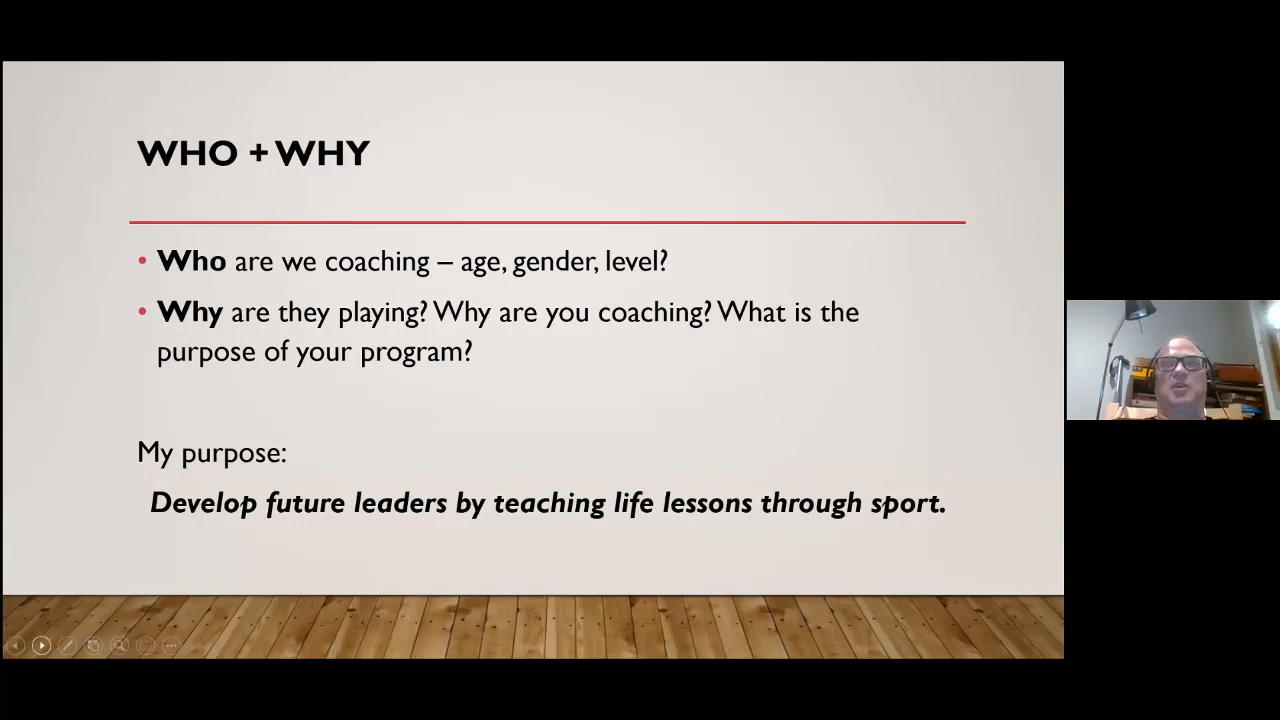 WHO + WHY
• Who are we coaching – age, gender, level?
• Why are they playing? Why are you coaching? What is the
purpose of your program?
My purpose:
Develop future leaders by teaching life lessons through sport.